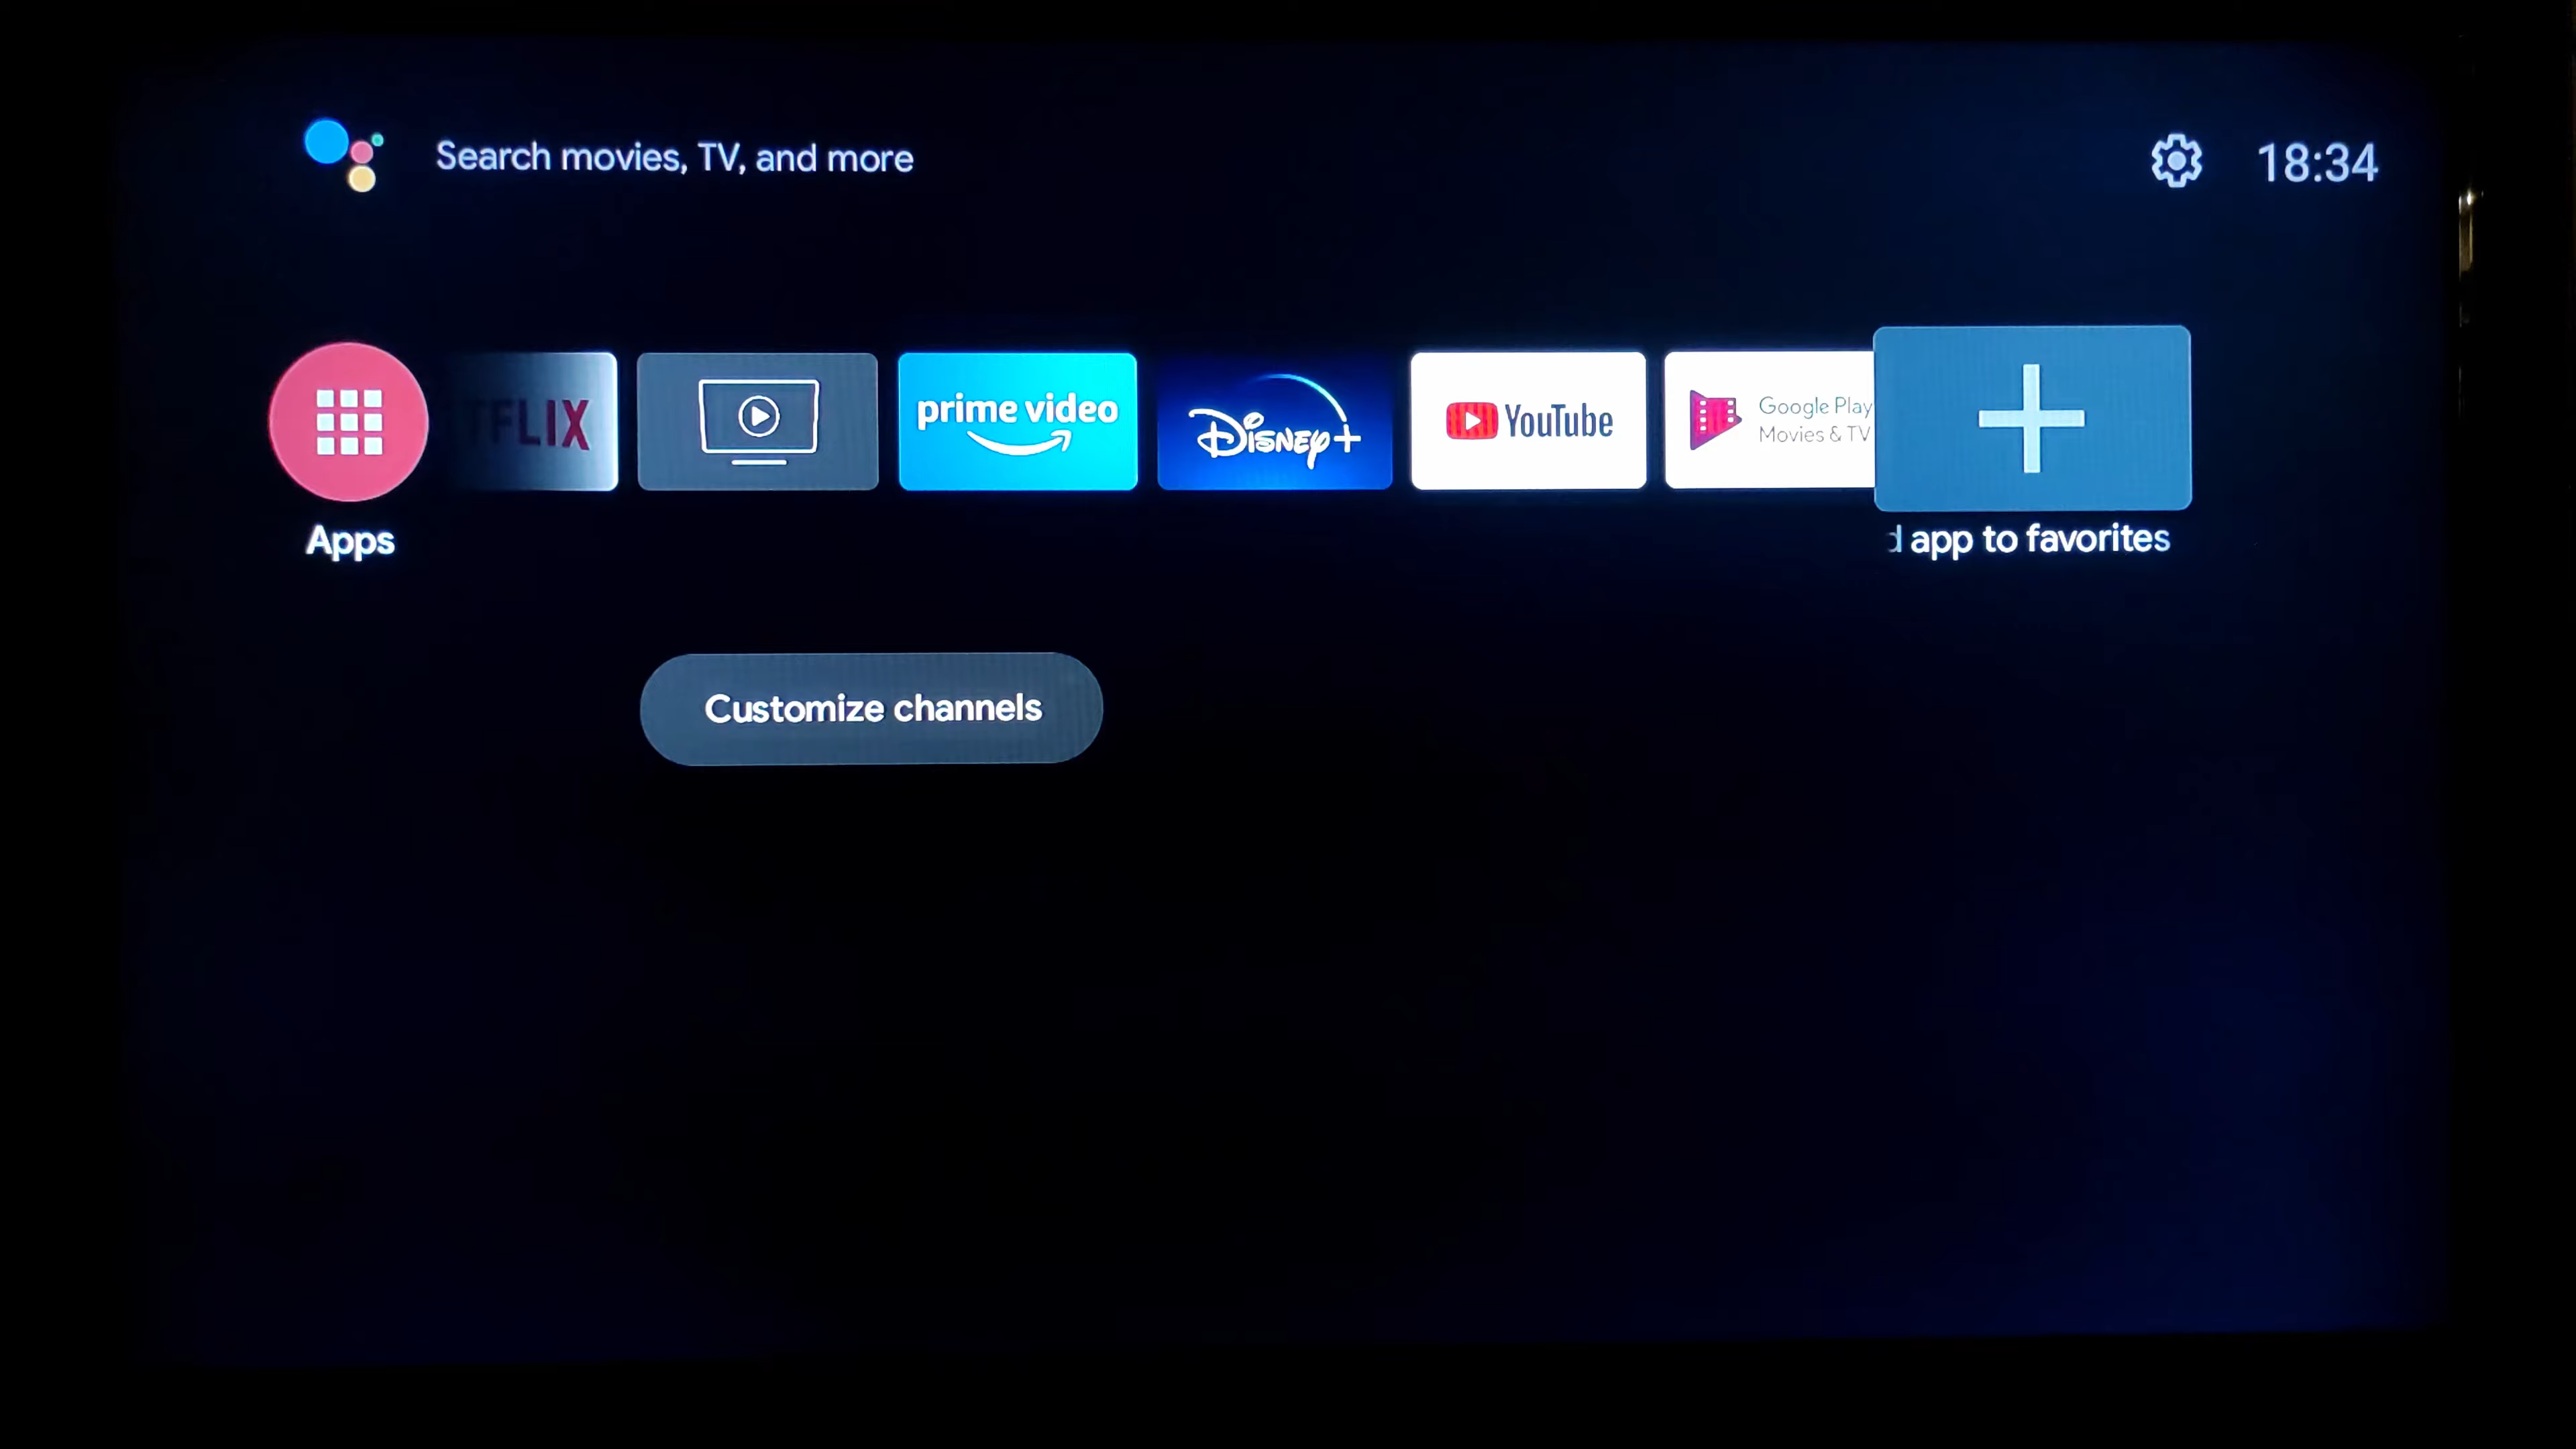 Search movies, TV, and more
18:34
TFLIX
prime video
Disney+
YouTube
Google Play
Movies & TV
Apps
d app to favorites
Customize channels